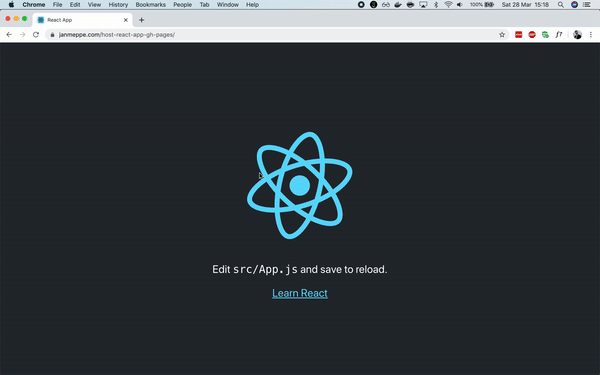 Chrome File Edit View History Bookmarks People Tab Window Help 100% Sat 28 Mar 15:18
React App
janmeppe.com/host-react-app-gh-pages/
f?
Edit src/App.js and save to reload.
Learn React